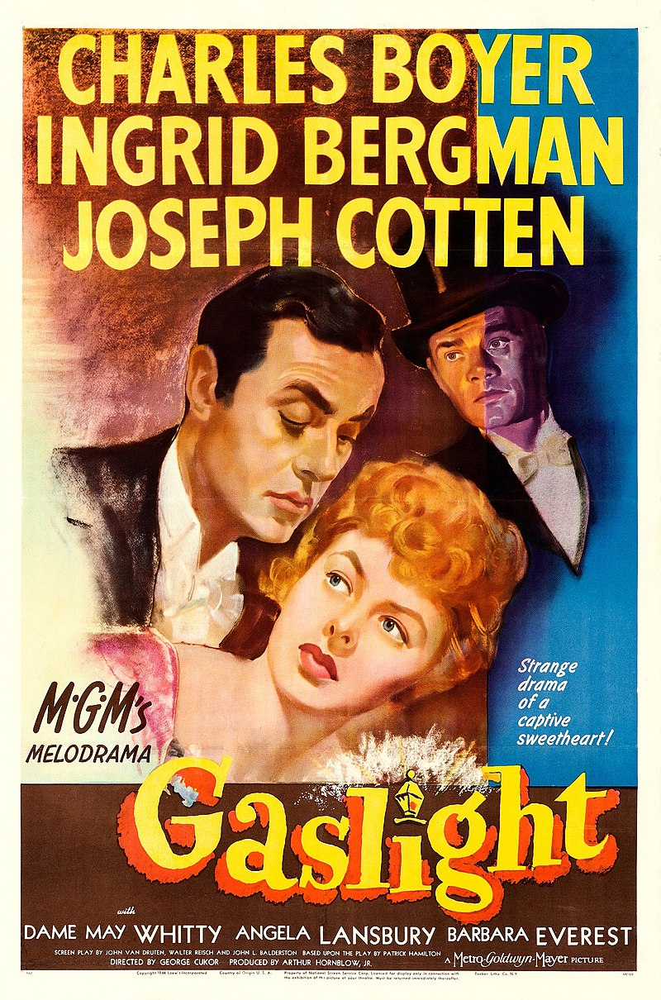 CHARLES BOYER
INGRID BERGMAN
JOSEPH COTTEN
Strange
drama
of a
captive
sweetheart!
M-G-M's
MELODRAMA
Gaslight
with
DAME MAY WHITTY ANGELA LANSBURY BARBARA EVEREST
SCREEN PLAY BY JOHN VAN DRUTEN, WALTER REISCH AND JOHN L. BALDERSTON BASED UPON THE PLAY BY PATRICK HAMILTON
DIRECTED BY GEORGE CUKOR PRODUCED BY ARTHUR HORNBLOW, JR. A Metro-Goldwyn-Mayer PICTURE
Copyright 1944 Loew's Incorporated Country of Origin U. S. A. Property of National Screen Service Corp. Licensed for display only in connection with
the exhibition of this picture at your theatre. Must be returned immediately thereafter.
Tooker Litho Co. N.Y.